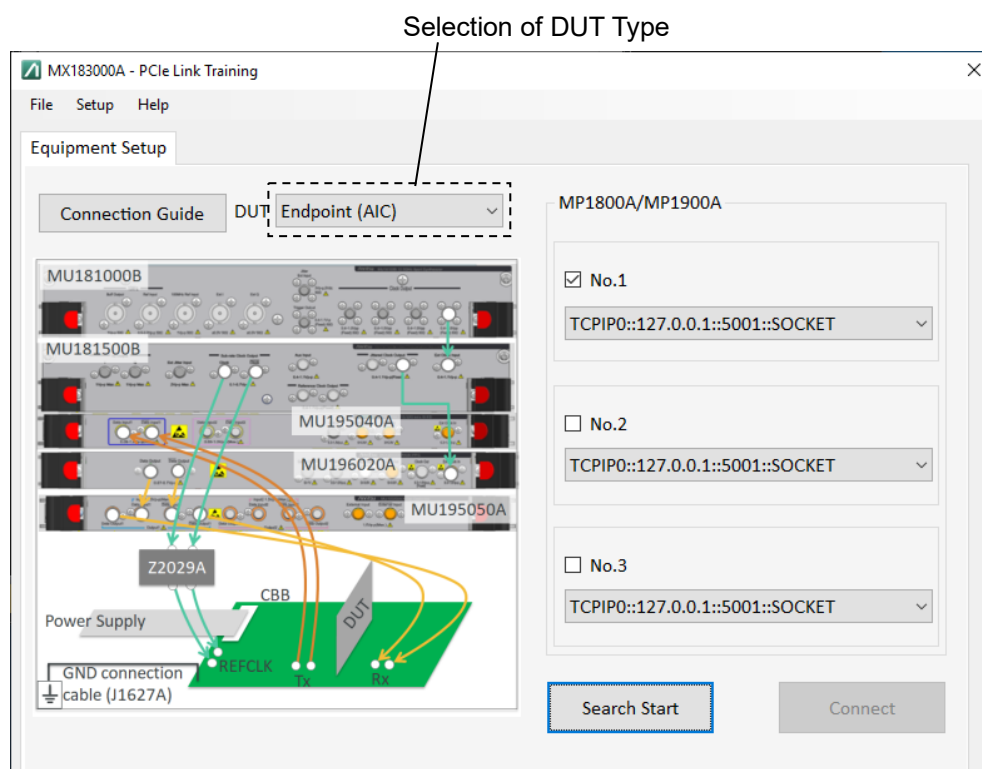 Selection of DUT Type
MX183000A - PCIe Link Training
File Setup Help
Equipment Setup
Connection Guide DUT Endpoint (AIC)
MP1800A/MP1900A
MU181000B
MU181500B
MU195040A
MU196020A
MU195050A
Z2029A
CBB
DUT
Power Supply
REFCLK
Tx
Rx
GND connection
cable (J1627A)
No.1
TCPIP0::127.0.0.1::5001::SOCKET
No.2
TCPIP0::127.0.0.1::5001::SOCKET
No.3
TCPIP0::127.0.0.1::5001::SOCKET
Search Start
Connect